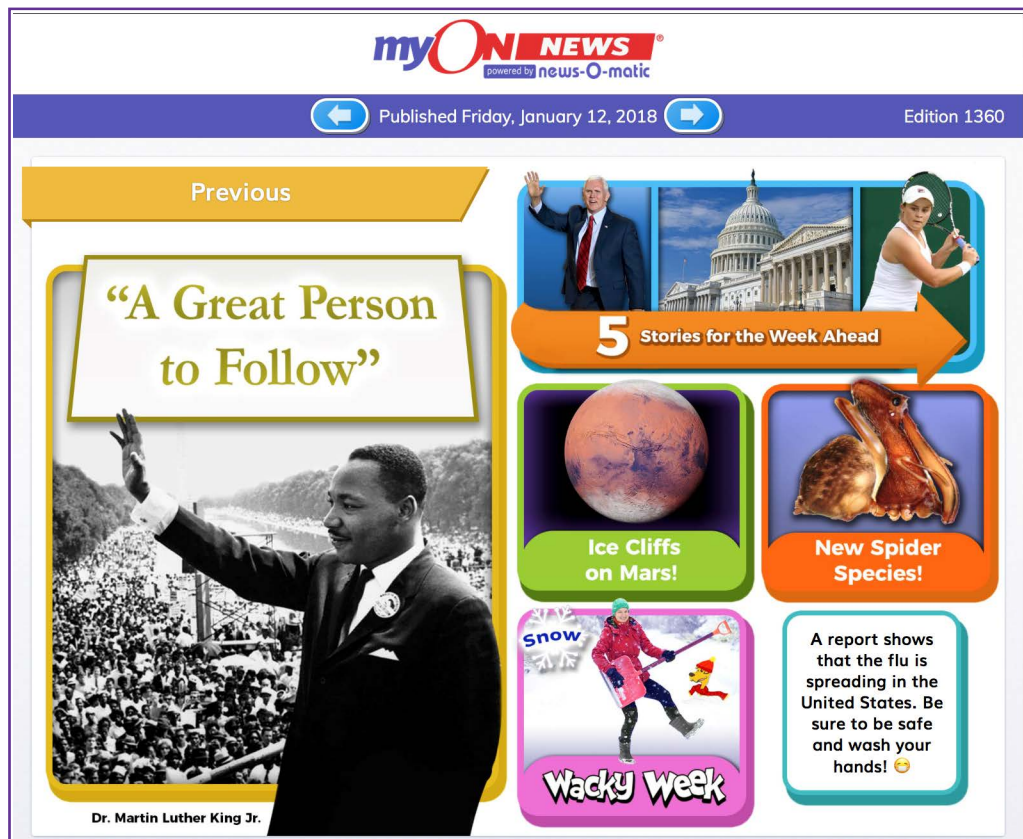 myON NEWS®
powered by news-O-matic
Published Friday, January 12, 2018
Edition 1360
Previous
“A Great Person
to Follow”
Dr. Martin Luther King Jr.
5 Stories for the Week Ahead
Ice Cliffs
on Mars!
New Spider
Species!
Snow
Wacky Week
A report shows
that the flu is
spreading in the
United States. Be
sure to be safe
and wash your
hands! 😁